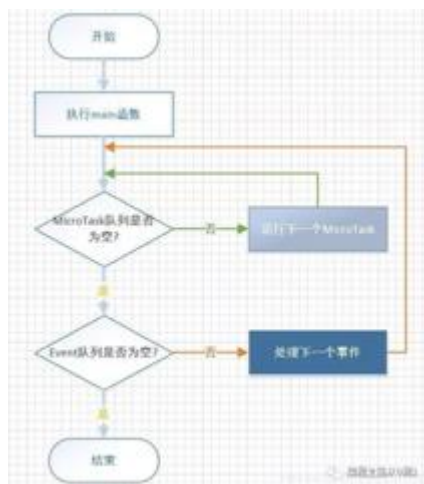 开始
执行main函数
MicroTask队列是否
为空?
否
运行下一个MicroTask
是
Event队列是否为空?
否
处理下一个事件
是
结束